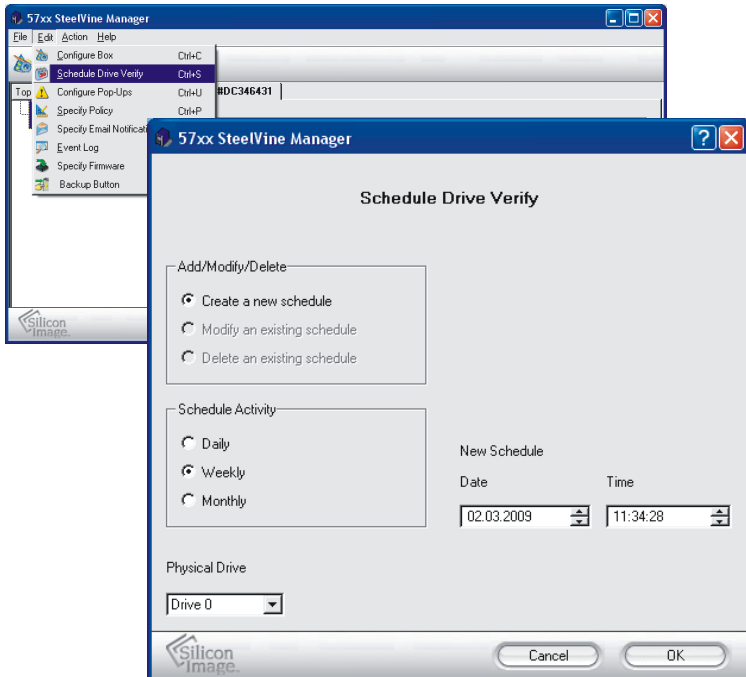 57xx SteelVine Manager
File Edit Action Help
Configure Box Ctrl+C
Schedule Drive Verify Ctrl+S
Configure Pop-Ups Ctrl+U
Specify Policy Ctrl+P
Specify Email Notificati
Event Log
Specify Firmware
Backup Button
Top
#DC346431
Silicon
Image
57xx SteelVine Manager
Schedule Drive Verify
Add/Modify/Delete
Create a new schedule
Modify an existing schedule
Delete an existing schedule
Schedule Activity
Daily
Weekly
Monthly
New Schedule
Date Time
02.03.2009 11:34:28
Physical Drive
Drive 0
Silicon
Image.
Cancel OK